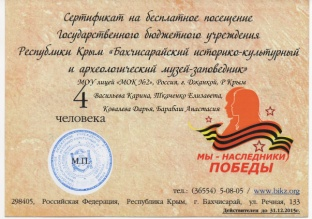 Сертификат на бесплатное посещение
Государственного бюджетного учреждения
Республики Крым «Бахчисарайский историко-культурный
и археологический музей-заповедник»
МОУ лицей «МОК №2», Россия, г. Джанкой, Р Крым
4
человека
Васильева Карина, Ткаченко Елизавета,
Ковалева Дарья, Барабаш Анастасия
М.П.
МЫ - НАСЛЕДНИКИ
ПОБЕДЫ
тел.: (36554) 5-08-05 / www.bikz.org
298405, Российская Федерация, Республика Крым, г. Бахчисарай, ул. Речная, 133
Действителен до 31.12.2015г.